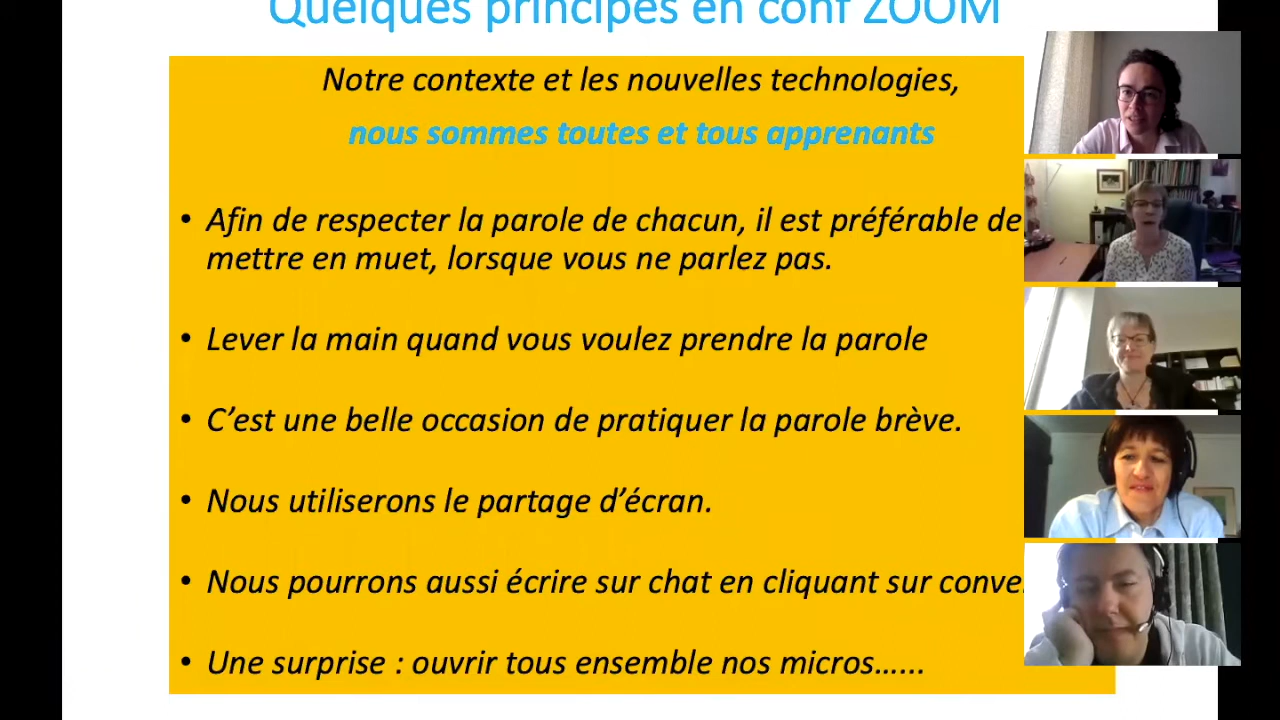 Quelques principes en conf ZOOM
Notre contexte et les nouvelles technologies,
nous sommes toutes et tous apprenants
• Afin de respecter la parole de chacun, il est préférable de
mettre en muet, lorsque vous ne parlez pas.
• Lever la main quand vous voulez prendre la parole
• C’est une belle occasion de pratiquer la parole brève.
• Nous utiliserons le partage d’écran.
• Nous pourrons aussi écrire sur chat en cliquant sur
• Une surprise : ouvrir tous ensemble nos micros…...